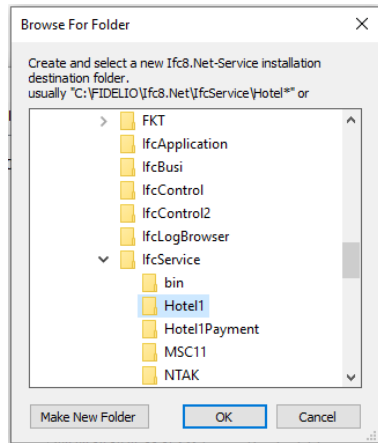 Browse For Folder
Create and select a new Ifc8.Net-Service installation
destination folder.
usually "C:\FIDELIO\Ifc8.Net\IfcService\Hotel*" or
FKT
IfcApplication
IfcBusi
IfcControl
IfcControl2
IfcLogBrowser
IfcService
bin
Hotel1
Hotel1Payment
MSC11
NTAK
Make New Folder
OK
Cancel